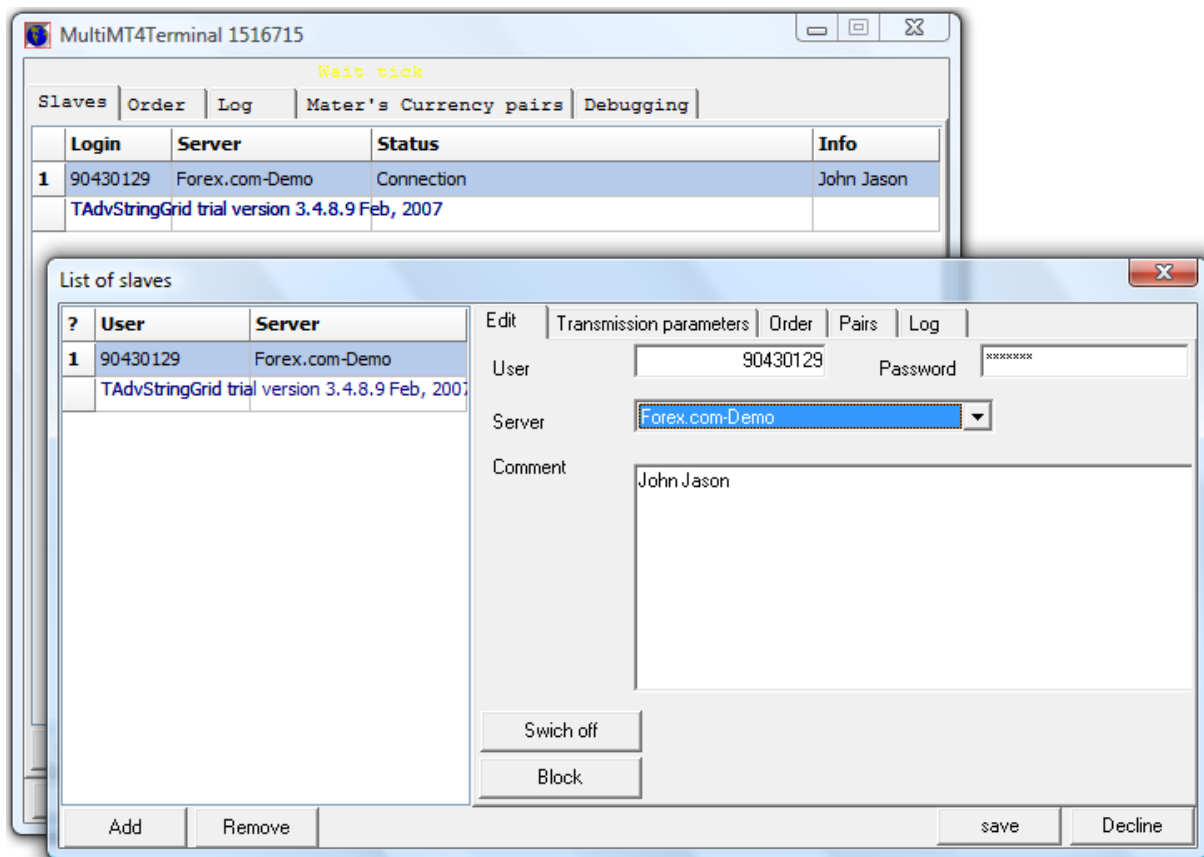 MultiMT4Terminal 1516715
Wait tick
Slaves Order Log Mater's Currency pairs Debugging
Login Server Status Info
1 90430129 Forex.com-Demo Connection John Jason
TAdvStringGrid trial version 3.4.8.9 Feb, 2007
List of slaves
? User Server
1 90430129 Forex.com-Demo
TAdvStringGrid trial version 3.4.8.9 Feb, 2007
Edit Transmission parameters Order Pairs Log
User 90430129 Password xxxxxxx
Server Forex.com-Demo
Comment John Jason
Swich off
Block
Add Remove save Decline